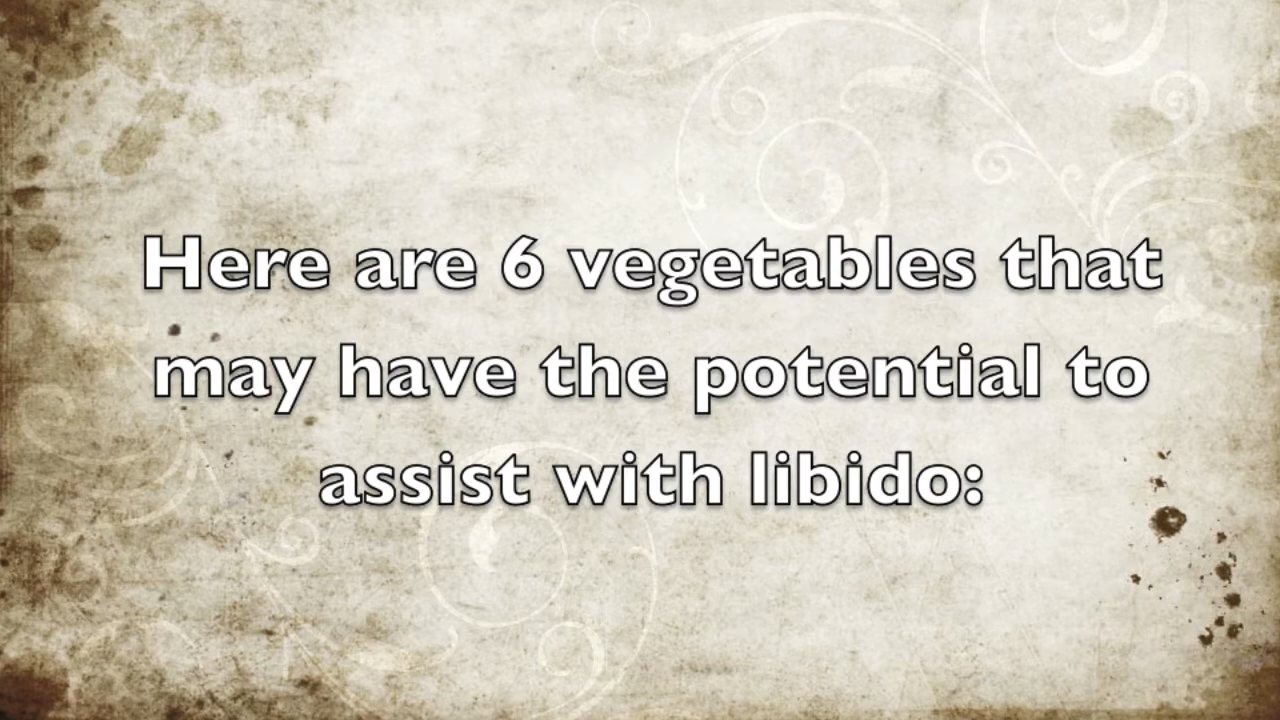 Here are 6 vegetables that
may have the potential to
assist with libido: